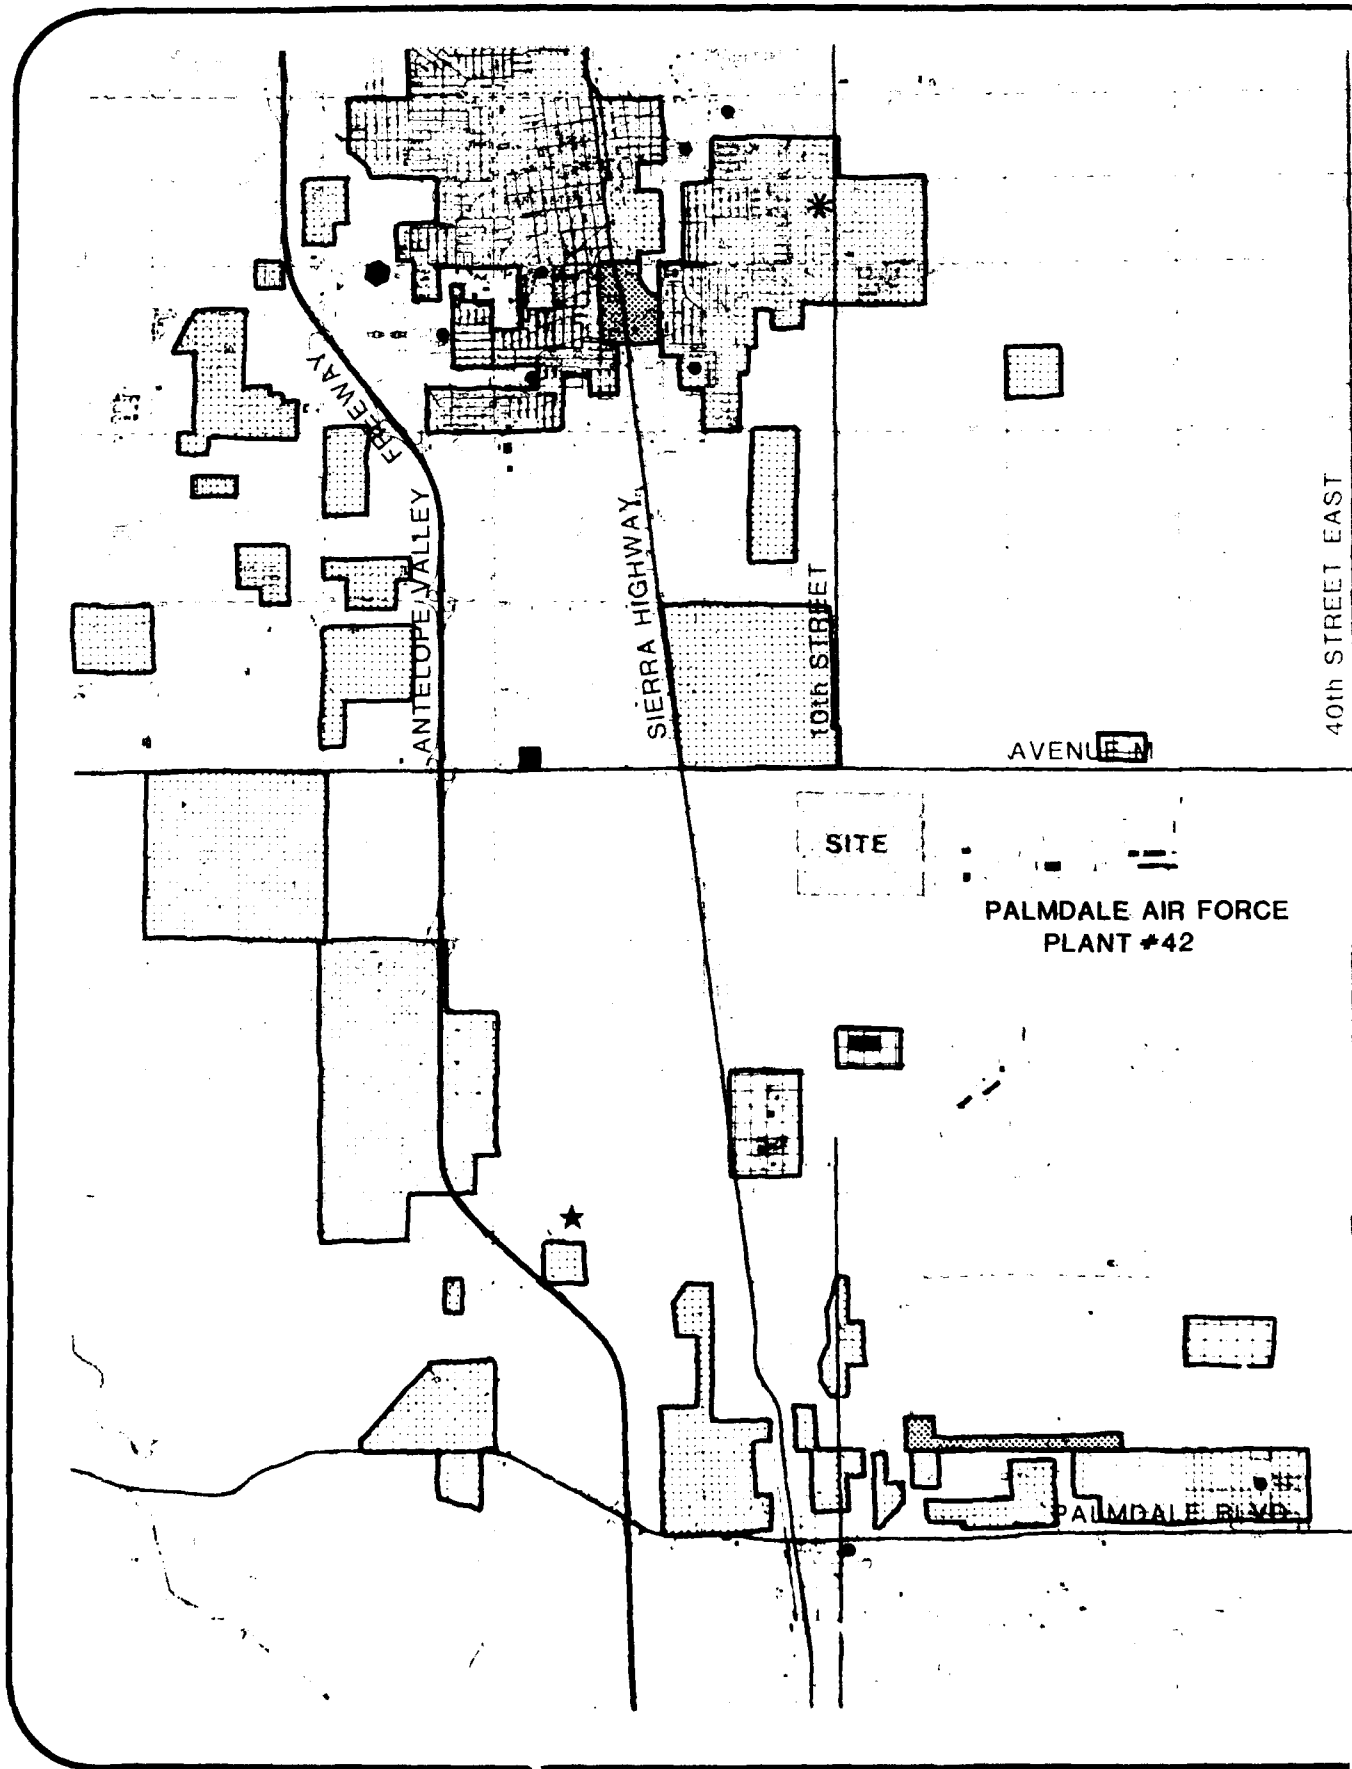 FREEWAY
ANTELOPE VALLEY
SIERRA HIGHWAY
10th STREET
40th STREET EAST
AVENUE M
SITE
PALMDALE AIR FORCE
PLANT #42
PALMDALE BLVD.